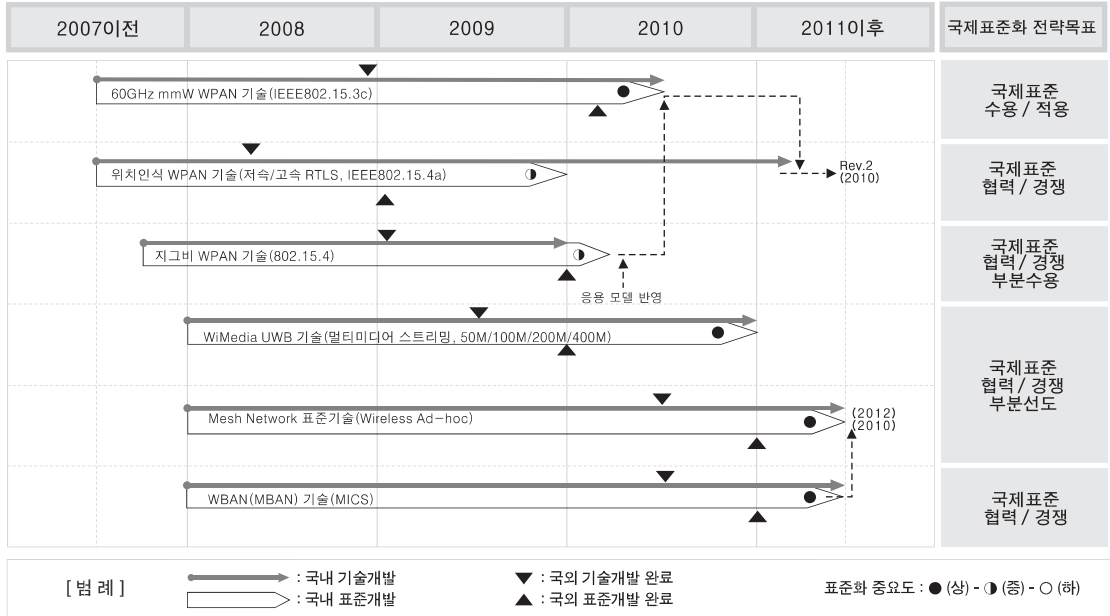 2007이전
2008
2009
2010
2011이후
국제표준화 전략목표
60GHz mmW WPAN 기술(IEEE802.15.3c)
국제표준
수용 / 적용
위치인식 WPAN 기술(저속/고속 RTLS, IEEE802.15.4a)
Rev.2
(2010)
국제표준
협력 / 경쟁
지그비 WPAN 기술(802.15.4)
응용 모델 반영
국제표준
협력 / 경쟁
부분수용
WiMedia UWB 기술(멀티미디어 스트리밍, 50M/100M/200M/400M)
국제표준
협력 / 경쟁
부분선도
Mesh Network 표준기술(Wireless Ad-hoc)
(2012)
(2010)
WBAN(MBAN) 기술(MICS)
국제표준
협력 / 경쟁
[ 범 례 ]
: 국내 기술개발
: 국내 표준개발
▼ : 국외 기술개발 완료
▲ : 국외 표준개발 완료
표준화 중요도 : ● (상) - ◑ (중) - ○ (하)